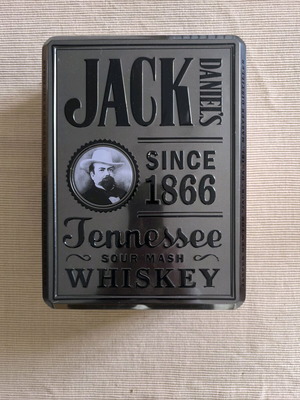 JACK
DANIEL'S
SINCE
1866
Tennessee
SOUR MASH
WHISKEY